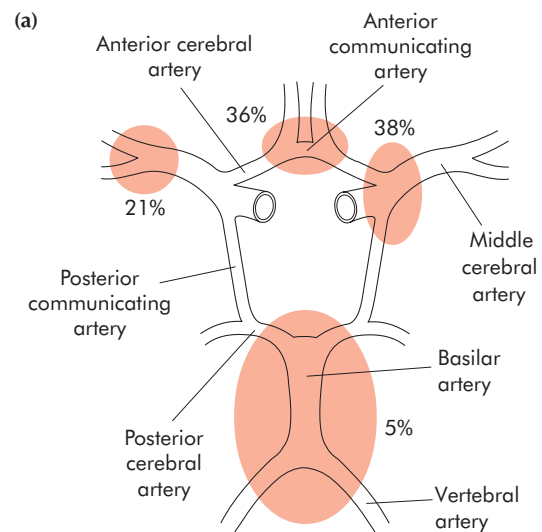 (a)
Anterior cerebral
artery
Anterior
communicating
artery
36%
38%
21%
Middle
cerebral
artery
Posterior
communicating
artery
Basilar
artery
5%
Posterior
cerebral
artery
Vertebral
artery